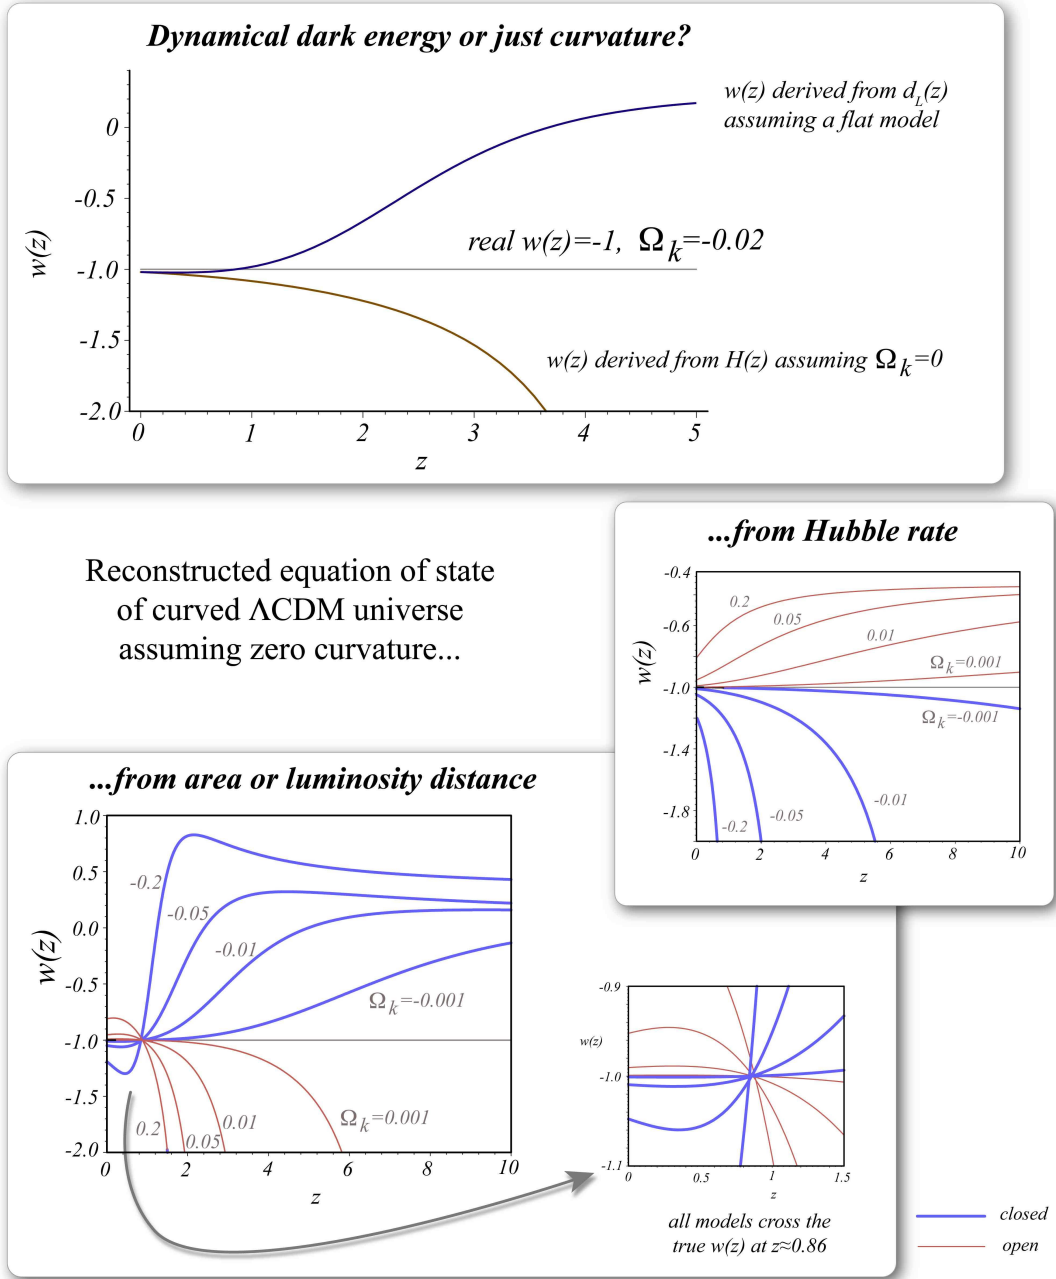 Dynamical dark energy or just curvature?
w(z) derived from d_L(z)
assuming a flat model
0
-0.5
-1.0
-1.5
-2.0
w(z)
real w(z)=-1, Ω_k=-0.02
w(z) derived from H(z) assuming Ω_k=0
0 1 2 3 4 5
z
Reconstructed equation of state
of curved ΛCDM universe
assuming zero curvature...
...from Hubble rate
-0.4
-0.6
-1.0
-1.4
-1.8
w(z)
0.2
0.05
0.01
Ω_k=0.001
Ω_k=-0.001
-0.01
-0.05
-0.2
0 2 4 6 8 10
z
...from area or luminosity distance
1.0
0.5
0.0
-0.5
-1.0
-1.5
-2.0
w(z)
-0.2
-0.05
-0.01
Ω_k=-0.001
Ω_k=0.001
0.01
0.05
0.2
0 2 4 6 8 10
z
-0.9
-1.0
-1.1
w(z)
0 0.5 1 1.5
z
all models cross the
true w(z) at z≈0.86
closed
open